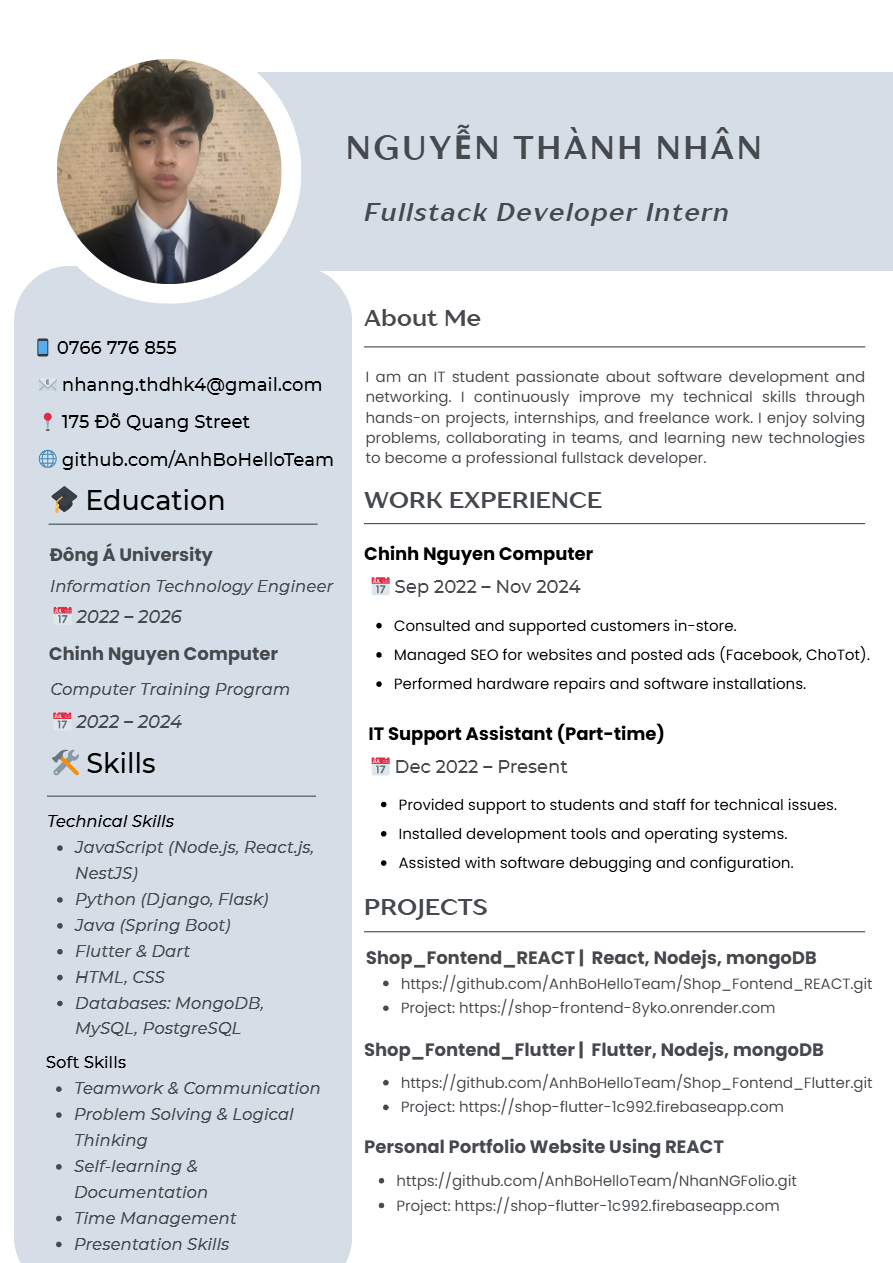 NGUYỄN THÀNH NHÂN
Fullstack Developer Intern
0766 776 855
nhanng.thdhk4@gmail.com
175 Đỗ Quang Street
github.com/AnhBoHelloTeam
Education
Đông Á University
Information Technology Engineer
2022 – 2026
Chinh Nguyen Computer
Computer Training Program
2022 – 2024
Skills
Technical Skills
• JavaScript (Node.js, React.js,
NestJS)
• Python (Django, Flask)
• Java (Spring Boot)
• Flutter & Dart
• HTML, CSS
• Databases: MongoDB,
MySQL, PostgreSQL
Soft Skills
• Teamwork & Communication
• Problem Solving & Logical
Thinking
• Self-learning &
Documentation
• Time Management
• Presentation Skills
About Me
I am an IT student passionate about software development and
networking. I continuously improve my technical skills through
hands-on projects, internships, and freelance work. I enjoy solving
problems, collaborating in teams, and learning new technologies
to become a professional fullstack developer.
WORK EXPERIENCE
Chinh Nguyen Computer
Sep 2022 – Nov 2024
• Consulted and supported customers in-store.
• Managed SEO for websites and posted ads (Facebook, ChoTot).
• Performed hardware repairs and software installations.
IT Support Assistant (Part-time)
Dec 2022 – Present
• Provided support to students and staff for technical issues.
• Installed development tools and operating systems.
• Assisted with software debugging and configuration.
PROJECTS
Shop_Fontend_REACT | React, Nodejs, mongoDB
• https://github.com/AnhBoHelloTeam/Shop_Fontend_REACT.git
• Project: https://shop-frontend-8yko.onrender.com
Shop_Fontend_Flutter | Flutter, Nodejs, mongoDB
• https://github.com/AnhBoHelloTeam/Shop_Fontend_Flutter.git
• Project: https://shop-flutter-1c992.firebaseapp.com
Personal Portfolio Website Using REACT
• https://github.com/AnhBoHelloTeam/NhanNGFolio.git
• Project: https://shop-flutter-1c992.firebaseapp.com